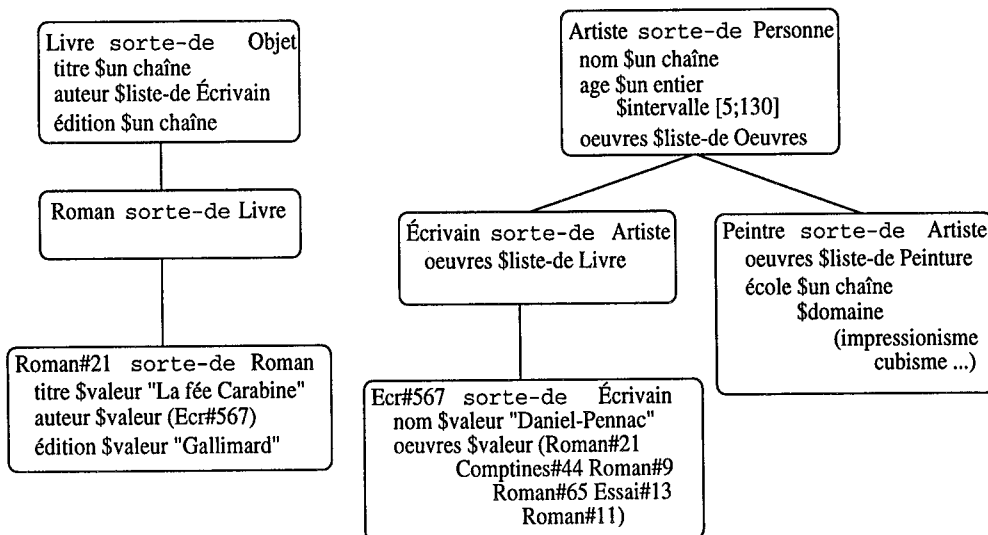 Livre sorte-de Objet
titre $un chaîne
auteur $liste-de Écrivain
édition $un chaîne
Roman sorte-de Livre
Roman#21 sorte-de Roman
titre $valeur "La fée Carabine"
auteur $valeur (Ecr#567)
édition $valeur "Gallimard"
Artiste sorte-de Personne
nom $un chaîne
age $un entier
$intervalle [5;130]
oeuvres $liste-de Oeuvres
Écrivain sorte-de Artiste
oeuvres $liste-de Livre
Ecr#567 sorte-de Écrivain
nom $valeur "Daniel-Pennac"
oeuvres $valeur (Roman#21
Comptines#44 Roman#9
Roman#65 Essai#13
Roman#11)
Peintre sorte-de Artiste
oeuvres $liste-de Peinture
école $un chaîne
$domaine
(impressionisme
cubisme ...)